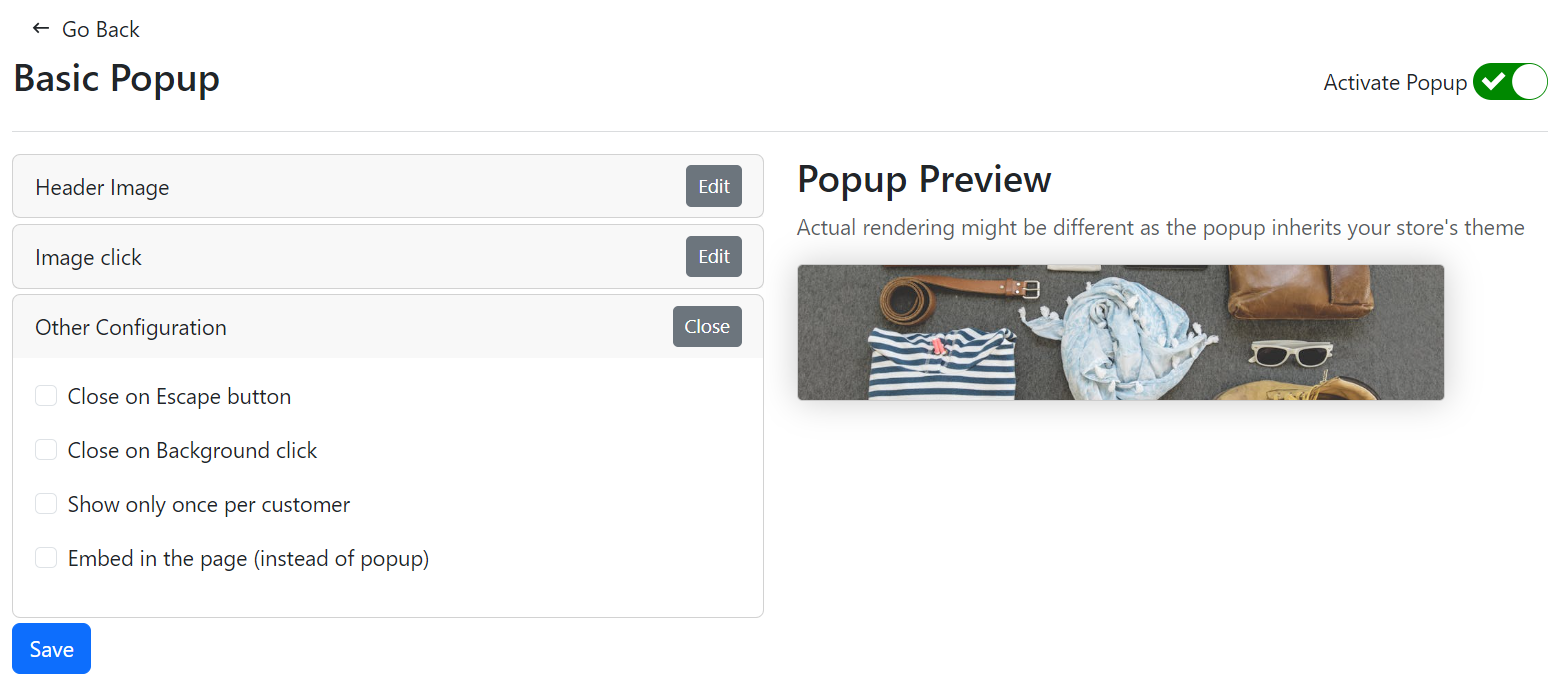 Go Back
Basic Popup
Activate Popup
Header Image
Edit
Image click
Edit
Other Configuration
Close
Close on Escape button
Close on Background click
Show only once per customer
Embed in the page (instead of popup)
Save
Popup Preview
Actual rendering might be different as the popup inherits your store's theme